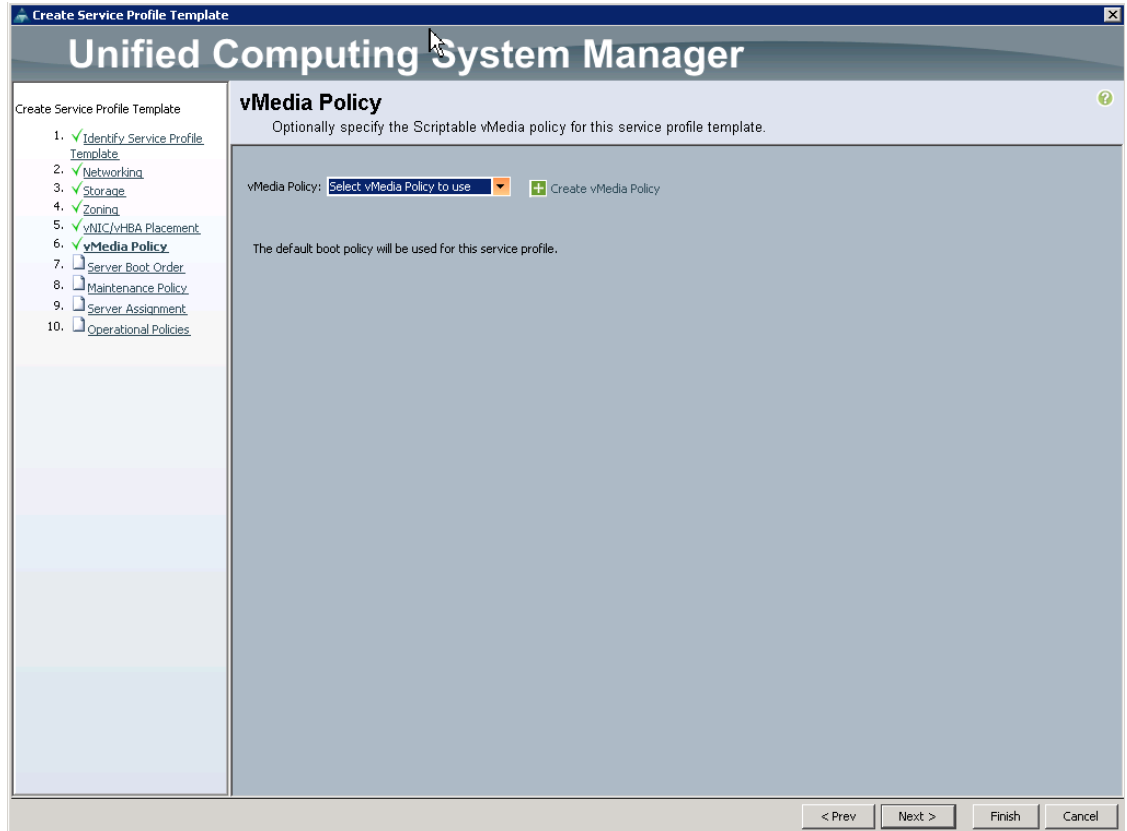 Create Service Profile Template
Unified Computing System Manager
Create Service Profile Template
1. Identify Service Profile
Template
2. Networking
3. Storage
4. Zoning
5. vNIC/vHBA Placement
6. vMedia Policy
7. Server Boot Order
8. Maintenance Policy
9. Server Assignment
10. Operational Policies
vMedia Policy
Optionally specify the Scriptable vMedia policy for this service profile template.
vMedia Policy: Select vMedia Policy to use Create vMedia Policy
The default boot policy will be used for this service profile.
< Prev Next > Finish Cancel